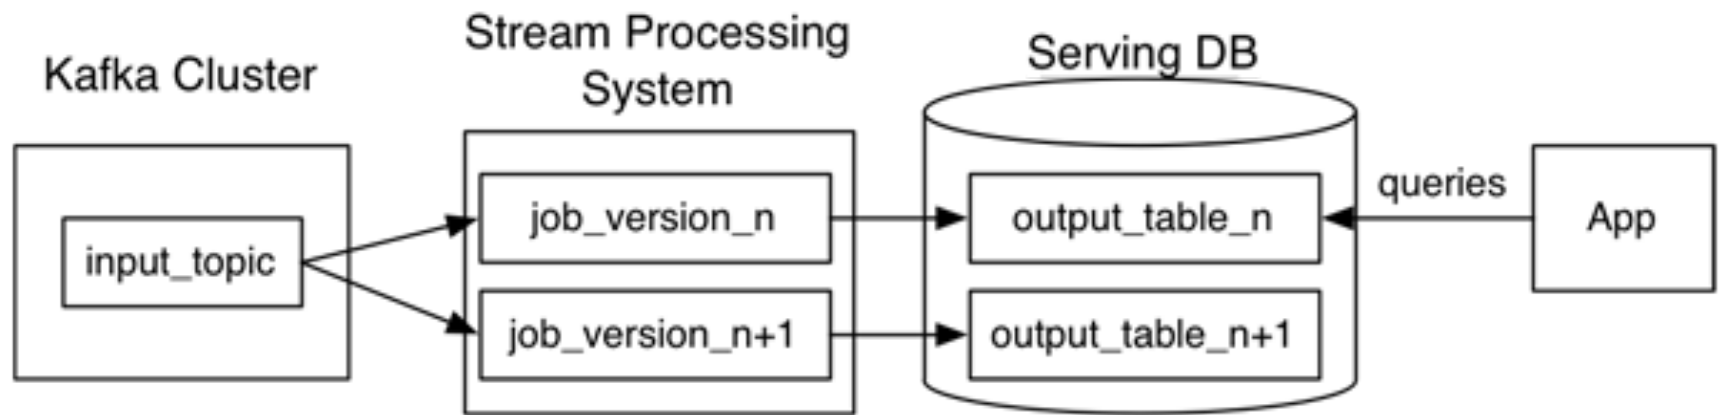 Kafka Cluster
Stream Processing
System
Serving DB
input_topic
job_version_n
job_version_n+1
output_table_n
output_table_n+1
queries
App